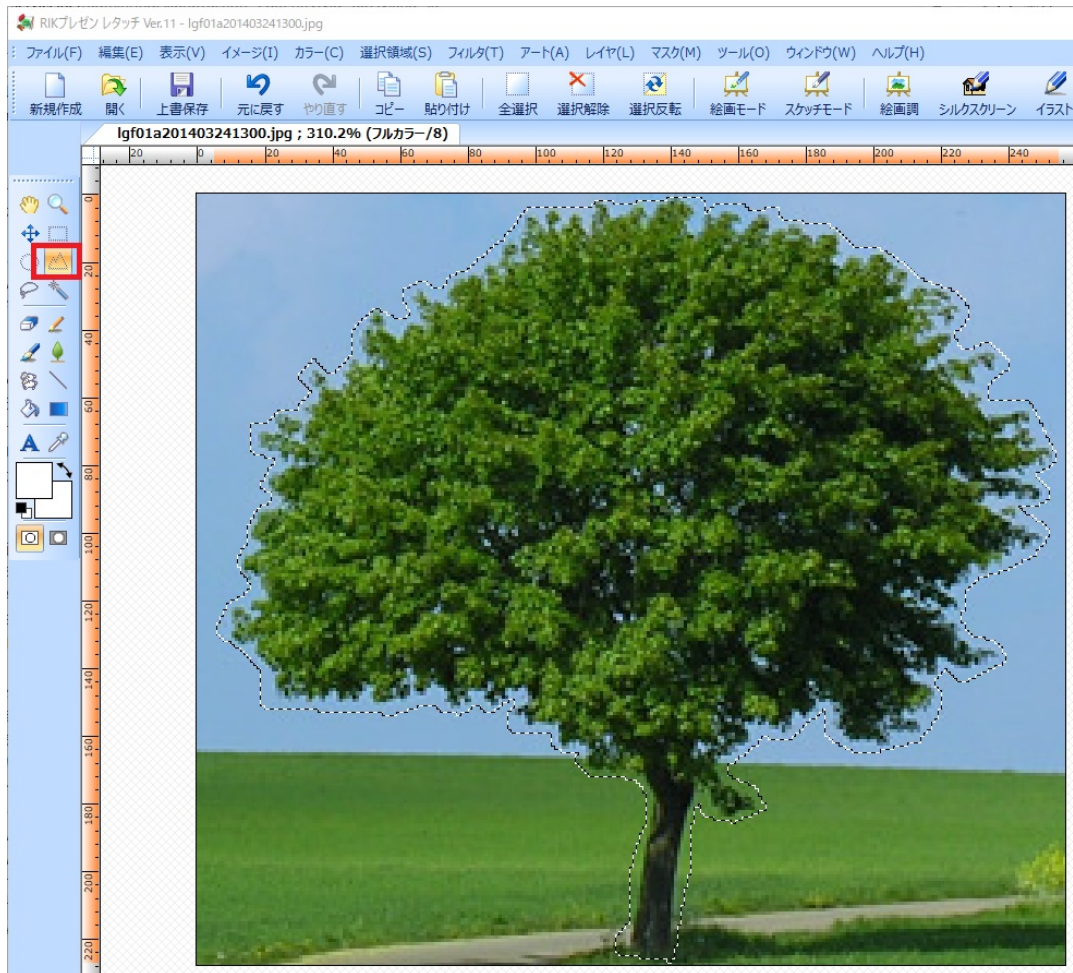 RIKプレゼン レタッチ Ver.11 - lgf01a201403241300.jpg
ファイル(F) 編集(E) 表示(V) イメージ(I) カラー(C) 選択領域(S) フィルタ(T) アート(A) レイヤ(L) マスク(M) ツール(O) ウィンドウ(W) ヘルプ(H)
新規作成 開く 上書保存 元に戻す やり直す コピー 貼り付け 全選択 選択解除 選択反転 絵画モード スケッチモード 絵画調 シルクスクリーン イラスト
lgf01a201403241300.jpg ; 310.2% (フルカラー/8)
20 0 20 40 60 80 100 120 140 160 180 200 220 240
0
20
40
60
A
80
100
120
140
160
180
200
220